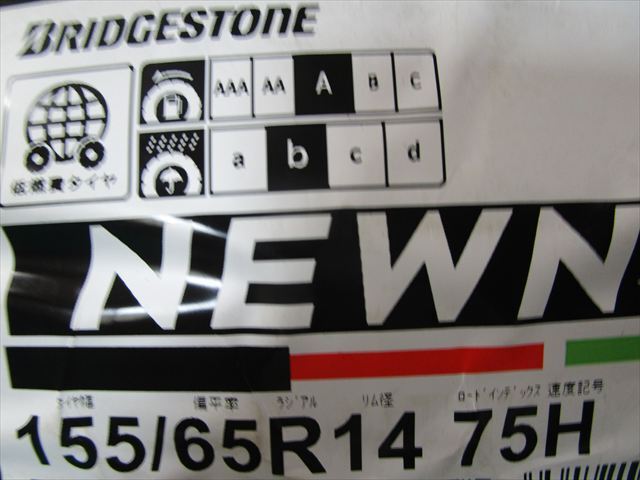 BRIDGESTONE
AAA AA A B C
低燃費タイヤ
a b c d
NEWN
タイヤ幅 偏平率 ラジアル リム径 ロードインデックス 速度記号
155/65R14 75H